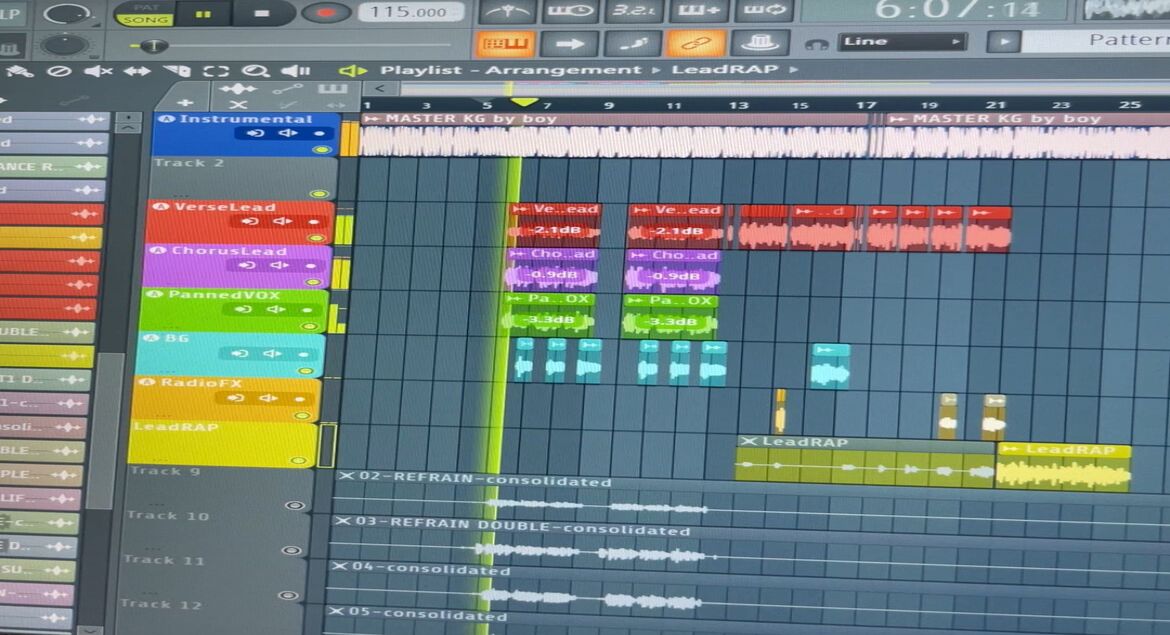 LP
PAT
SONG
115.000
3.2.
6:07:14
Line
Pattern
Playlist - Arrangement ▸ LeadRAP ▸
1 3 5 7 9 11 13 15 17 19 21 23 25
Instrumental
MASTER KG by boy
MASTER KG by boy
Track 2
ANCE R..
VerseLead
Ve..ead
Ve..ead
..d
-2.1dB
-2.1dB
ChorusLead
Cho..ad
Cho..ad
-0.9dB
-0.9dB
PannedVOX
Pa..OX
Pa..OX
-3.3dB
-3.3dB
UBLE..
BG
T1 D..
RadioFX
1-c..
LeadRAP
LeadRAP
LeadRAP
nsoli..
BLE..
Track 9
02-REFRAIN-consolidated
PLE..
LIF..
Track 10
03-REFRAIN DOUBLE-consolidated
E-c..
E D..
Track 11
04-consolidated
SU..
N-..
Track 12
05-consolidated